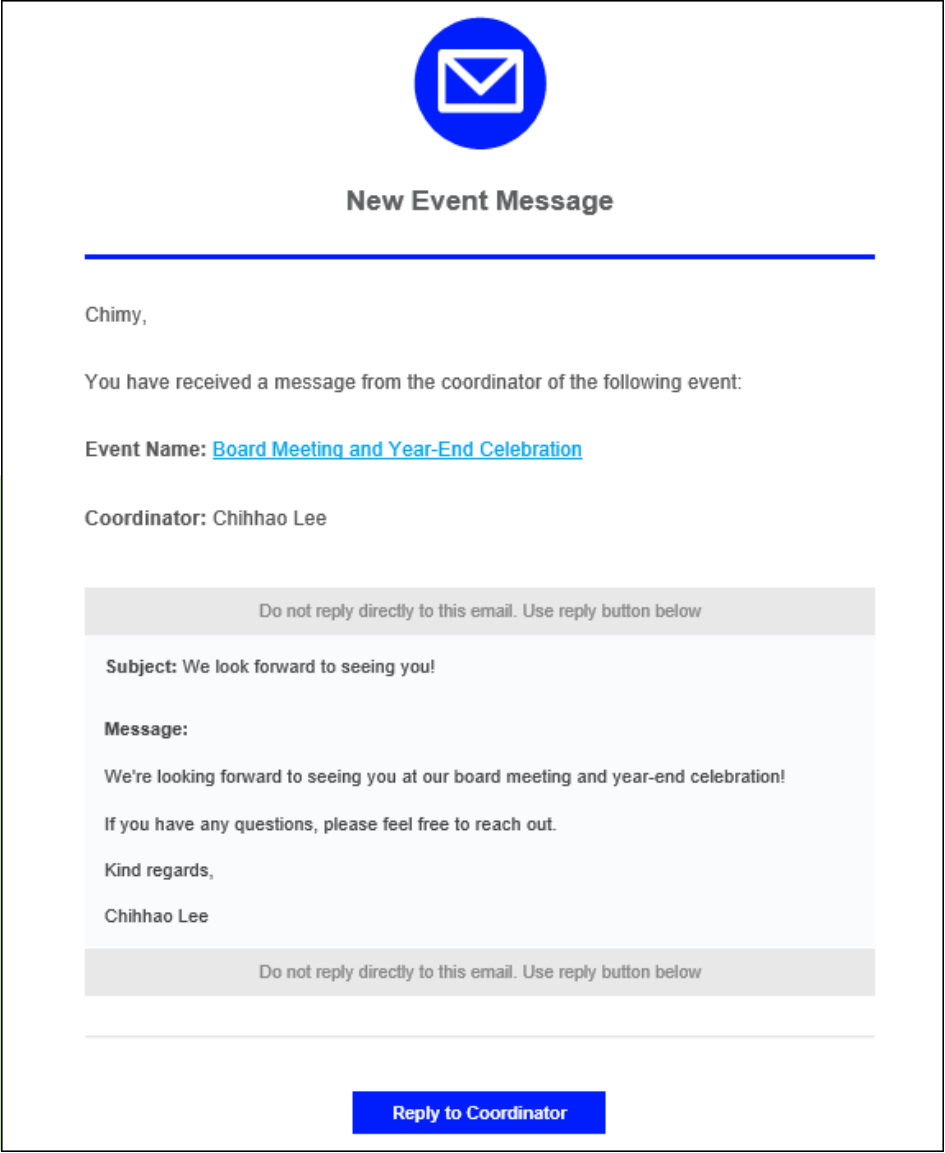 New Event Message
Chimy,
You have received a message from the coordinator of the following event:
Event Name: Board Meeting and Year-End Celebration
Coordinator: Chihhao Lee
Do not reply directly to this email. Use reply button below
Subject: We look forward to seeing you!
Message:
We're looking forward to seeing you at our board meeting and year-end celebration!
If you have any questions, please feel free to reach out.
Kind regards,
Chihhao Lee
Do not reply directly to this email. Use reply button below
Reply to Coordinator